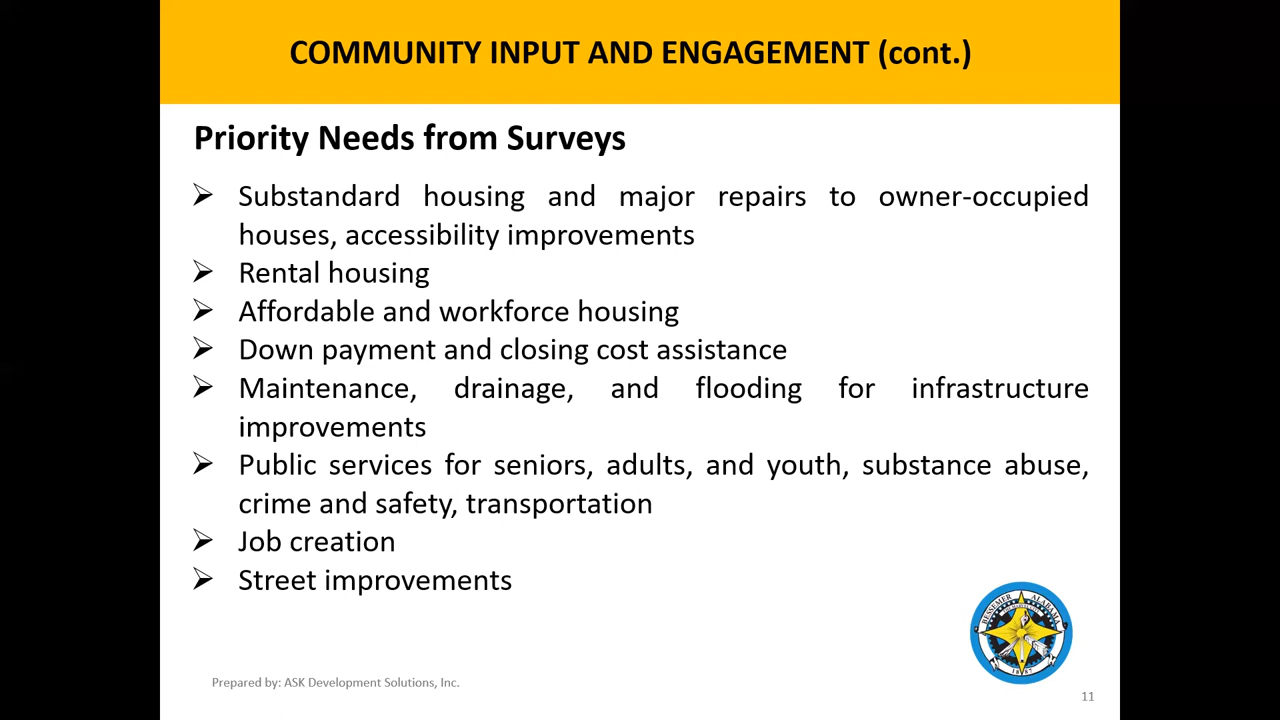 COMMUNITY INPUT AND ENGAGEMENT (cont.)
Priority Needs from Surveys
Substandard housing and major repairs to owner-occupied
houses, accessibility improvements
Rental housing
Affordable and workforce housing
Down payment and closing cost assistance
Maintenance, drainage, and flooding for infrastructure
improvements
Public services for seniors, adults, and youth, substance abuse,
crime and safety, transportation
Job creation
Street improvements
BESSEMER ALABAMA
1887
Prepared by: ASK Development Solutions, Inc.
11